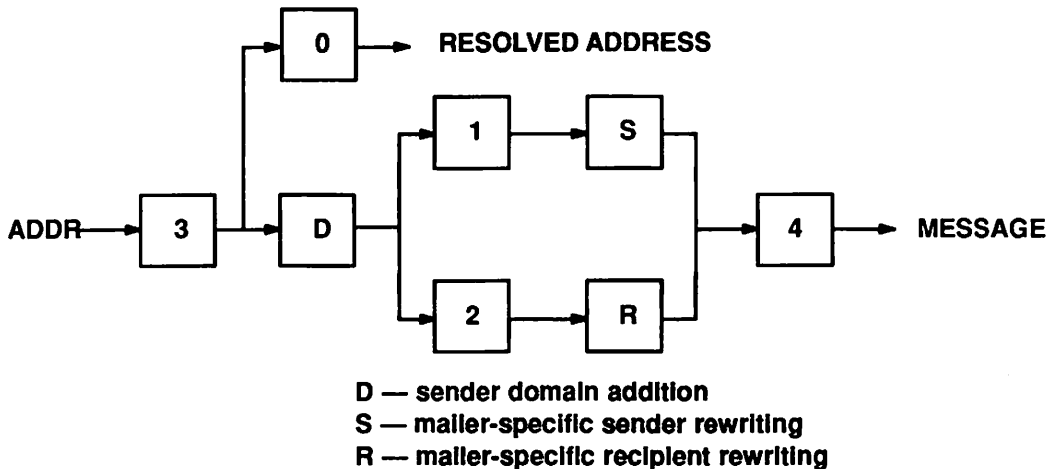 0 RESOLVED ADDRESS
1 S
ADDR 3 D 4 MESSAGE
2 R
D — sender domain addition
S — mailer-specific sender rewriting
R — mailer-specific recipient rewriting